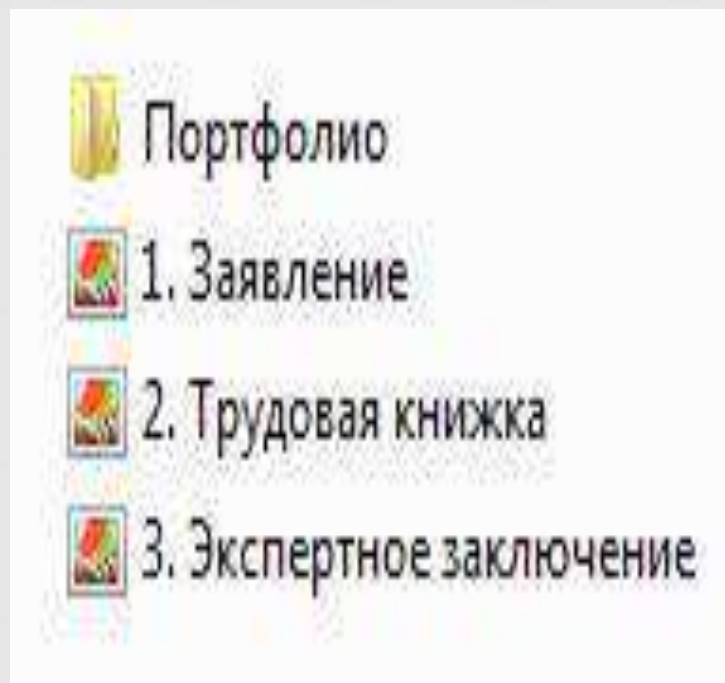 Портфолио
1. Заявление
2. Трудовая книжка
3. Экспертное заключение